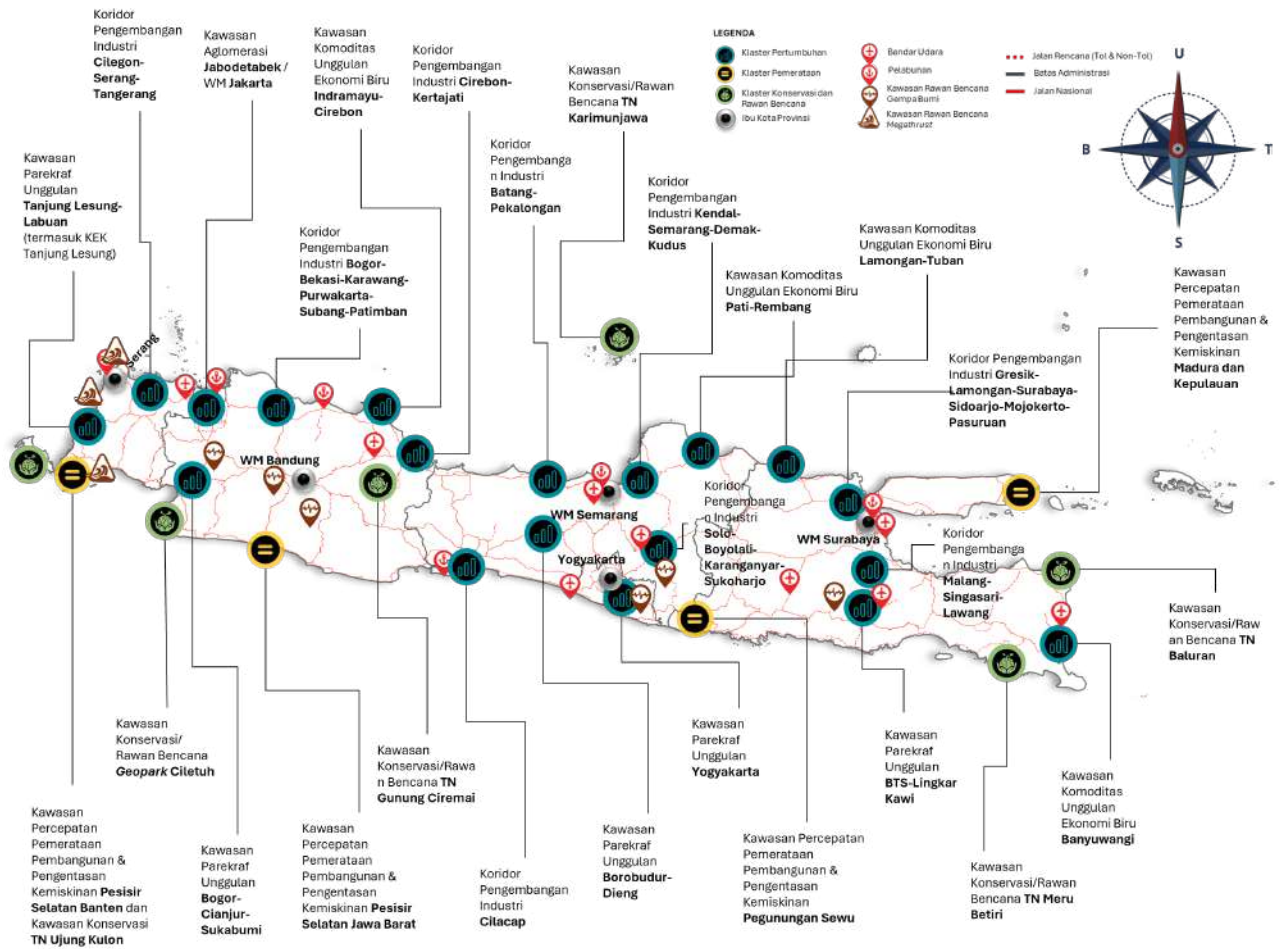 Koridor
Pengembangan
Industri
Cilegon-
Serang-
Tangerang
Kawasan
Aglomerasi
Jabodetabek /
WM Jakarta
Kawasan
Komoditas
Unggulan
Ekonomi Biru
Indramayu-
Cirebon
Koridor
Pengembangan
Industri Cirebon-
Kertajati
Kawasan
Konservasi/Rawan
Bencana TN
Karimunjawa
LEGENDA
Klaster Pertumbuhan
Klaster Pemerataan
Klaster Konservasi dan
Rawan Bencana
Ibu Kota Provinsi
Bandar Udara
Pelabuhan
Kawasan Rawan Bencana
Gempa Bumi
Kawasan Rawan Bencana
Megathrust
Jalan Rencana (Tol & Non-Tol)
Batas Administrasi
Jalan Nasional
U
B
T
S
Kawasan
Parekraf
Unggulan
Tanjung Lesung-
Labuan
(termasuk KEK
Tanjung Lesung)
Koridor
Pengembangan
Industri Bogor-
Bekasi-Karawang-
Purwakarta-
Subang-Patimban
Koridor
Pengembanga
n Industri
Batang-
Pekalongan
Koridor
Pengembangan
Industri Kendal-
Semarang-Demak-
Kudus
Kawasan Komoditas
Unggulan Ekonomi Biru
Pati-Rembang
Kawasan Komoditas
Unggulan Ekonomi Biru
Lamongan-Tuban
Koridor Pengembangan
Industri Gresik-
Lamongan-Surabaya-
Sidoarjo-Mojokerto-
Pasuruan
Kawasan
Percepatan
Pemerataan
Pembangunan &
Pengentasan
Kemiskinan
Madura dan
Kepulauan
Serang
WM Bandung
WM Semarang
Yogyakarta
Koridor
Pengembanga
n Industri
Solo-
Boyolali-
Karanganyar-
Sukoharjo
WM Surabaya
Koridor
Pengembanga
n Industri
Malang-
Singasari-
Lawang
Kawasan
Konservasi/Raw
an Bencana TN
Baluran
Kawasan
Percepatan
Pemerataan
Pembangunan &
Pengentasan
Kemiskinan Pesisir
Selatan Banten dan
Kawasan Konservasi
TN Ujung Kulon
Kawasan
Konservasi/
Rawan Bencana
Geopark Ciletuh
Kawasan
Parekraf
Unggulan
Bogor-
Cianjur-
Sukabumi
Kawasan
Percepatan
Pemerataan
Pembangunan &
Pengentasan
Kemiskinan Pesisir
Selatan Jawa Barat
Kawasan
Konservasi/Rawa
n Bencana TN
Gunung Ciremai
Koridor
Pengembangan
Industri
Cilacap
Kawasan
Parekraf
Unggulan
Borobudur-
Dieng
Kawasan
Parekraf
Unggulan
Yogyakarta
Kawasan Percepatan
Pemerataan
Pembangunan &
Pengentasan
Kemiskinan
Pegunungan Sewu
Kawasan
Parekraf
Unggulan
BTS-Lingkar
Kawi
Kawasan
Konservasi/Rawan
Bencana TN Meru
Betiri
Kawasan
Komoditas
Unggulan
Ekonomi Biru
Banyuwangi